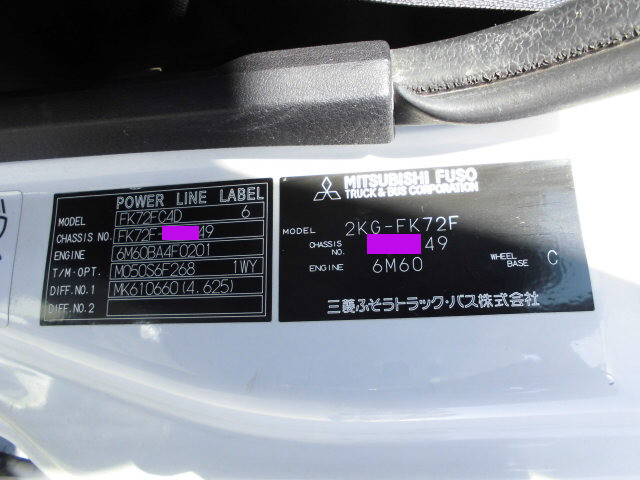 POWER LINE LABEL
MODEL FK72FC4D 6
CHASSIS NO. FK72F- 49
ENGINE 6M60BA4F0201
T/M-OPT. M050S6F268 1WY
DIFF.NO.1 MK610660(4.625)
DIFF.NO.2
MITSUBISHI FUSO
TRUCK & BUS CORPORATION
MODEL 2KG-FK72F
CHASSIS NO. 49
ENGINE 6M60 WHEEL BASE C
三菱ふそうトラック・バス株式会社